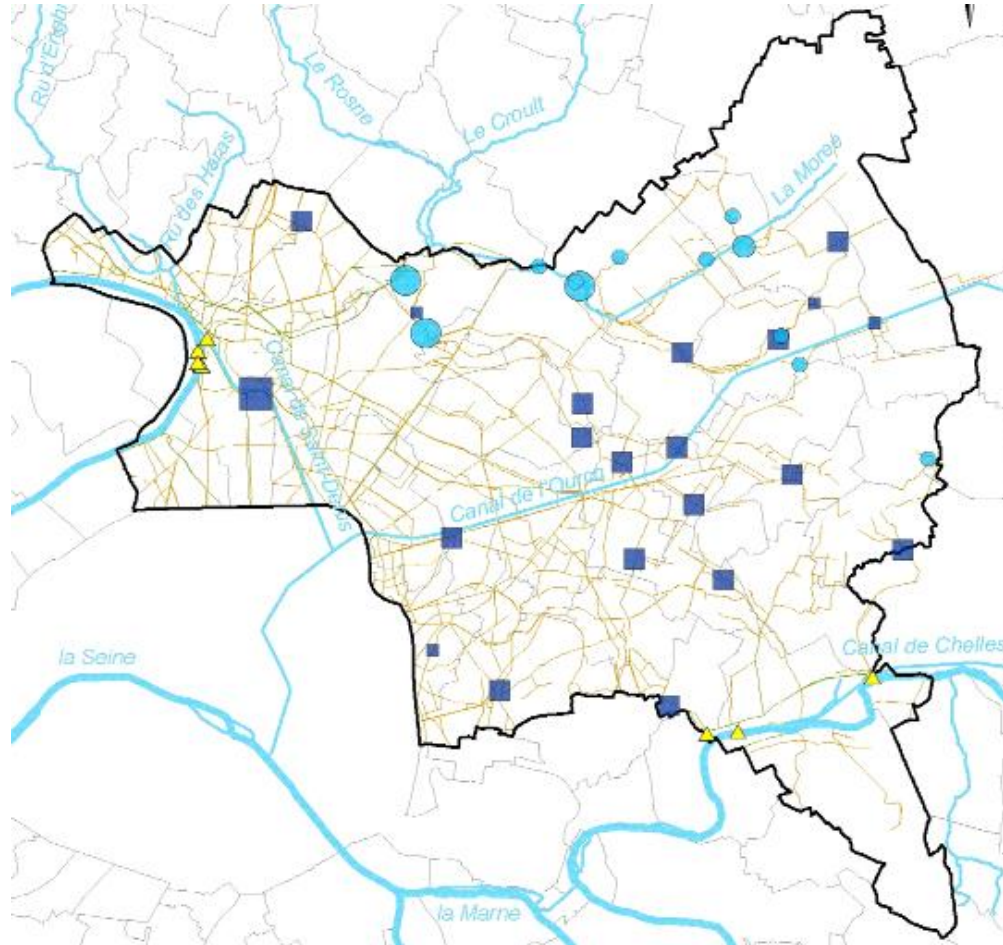 Ru d'Engh
Le Rosne
Le Croult
Ru des Haras
La Morée
Canal de Saint-Denis
Canal de l'Ourcq
la Seine
Canal de Chelles
la Marne